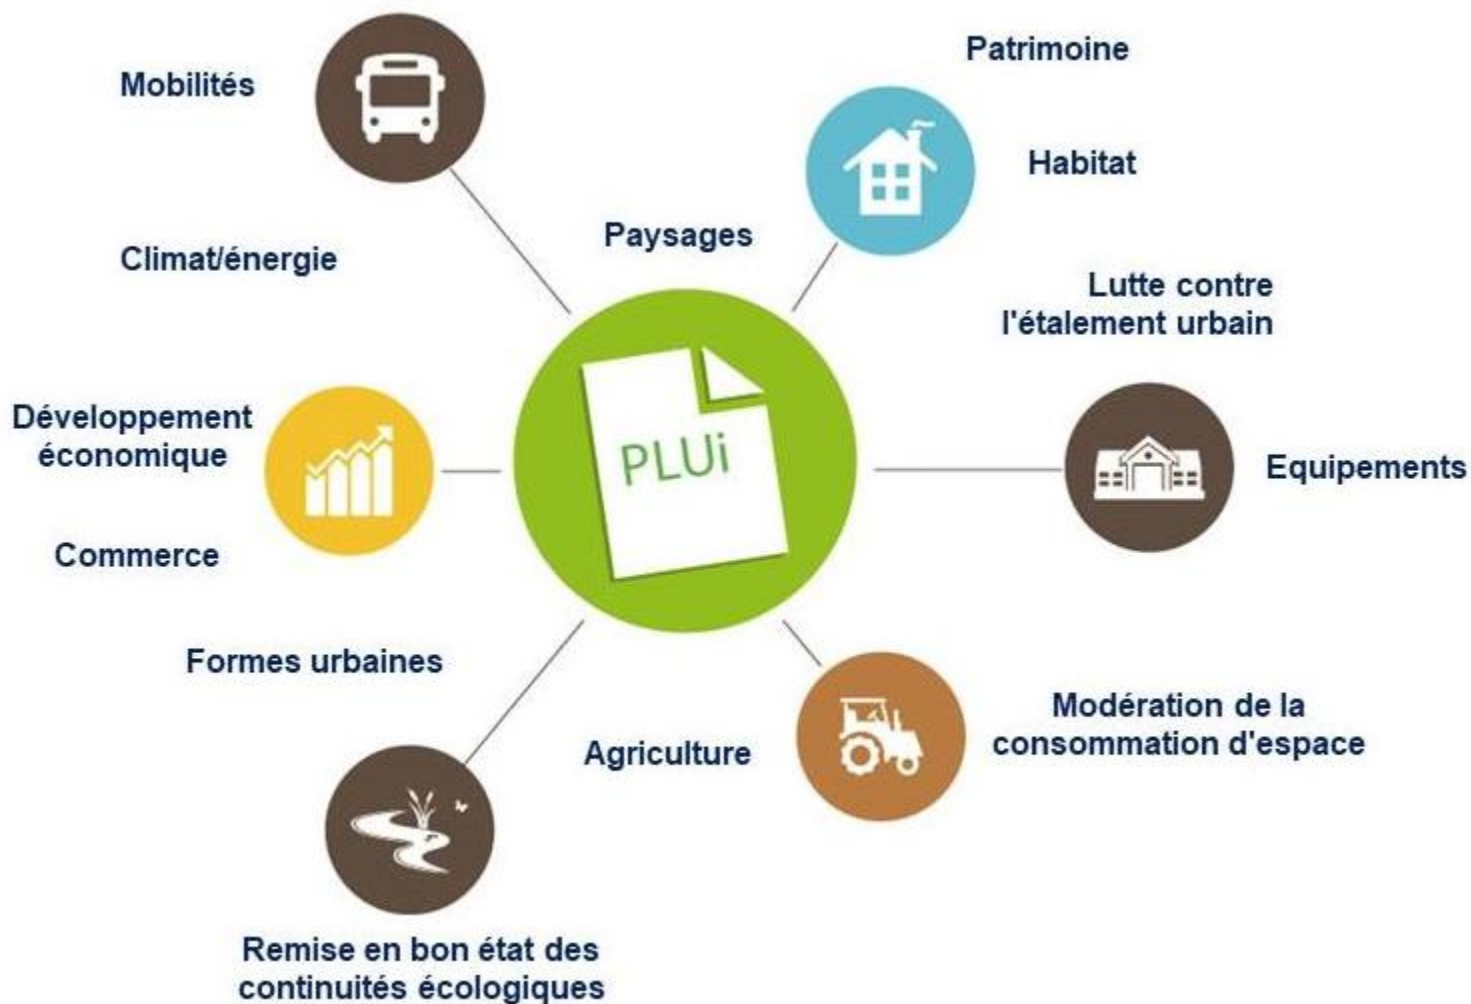 Patrimoine
Mobilités
Habitat
Paysages
Climat/énergie
Lutte contre
l'étalement urbain
Développement
économique
PLUi
Equipements
Commerce
Formes urbaines
Modération de la
consommation d'espace
Agriculture
Remise en bon état des
continuités écologiques